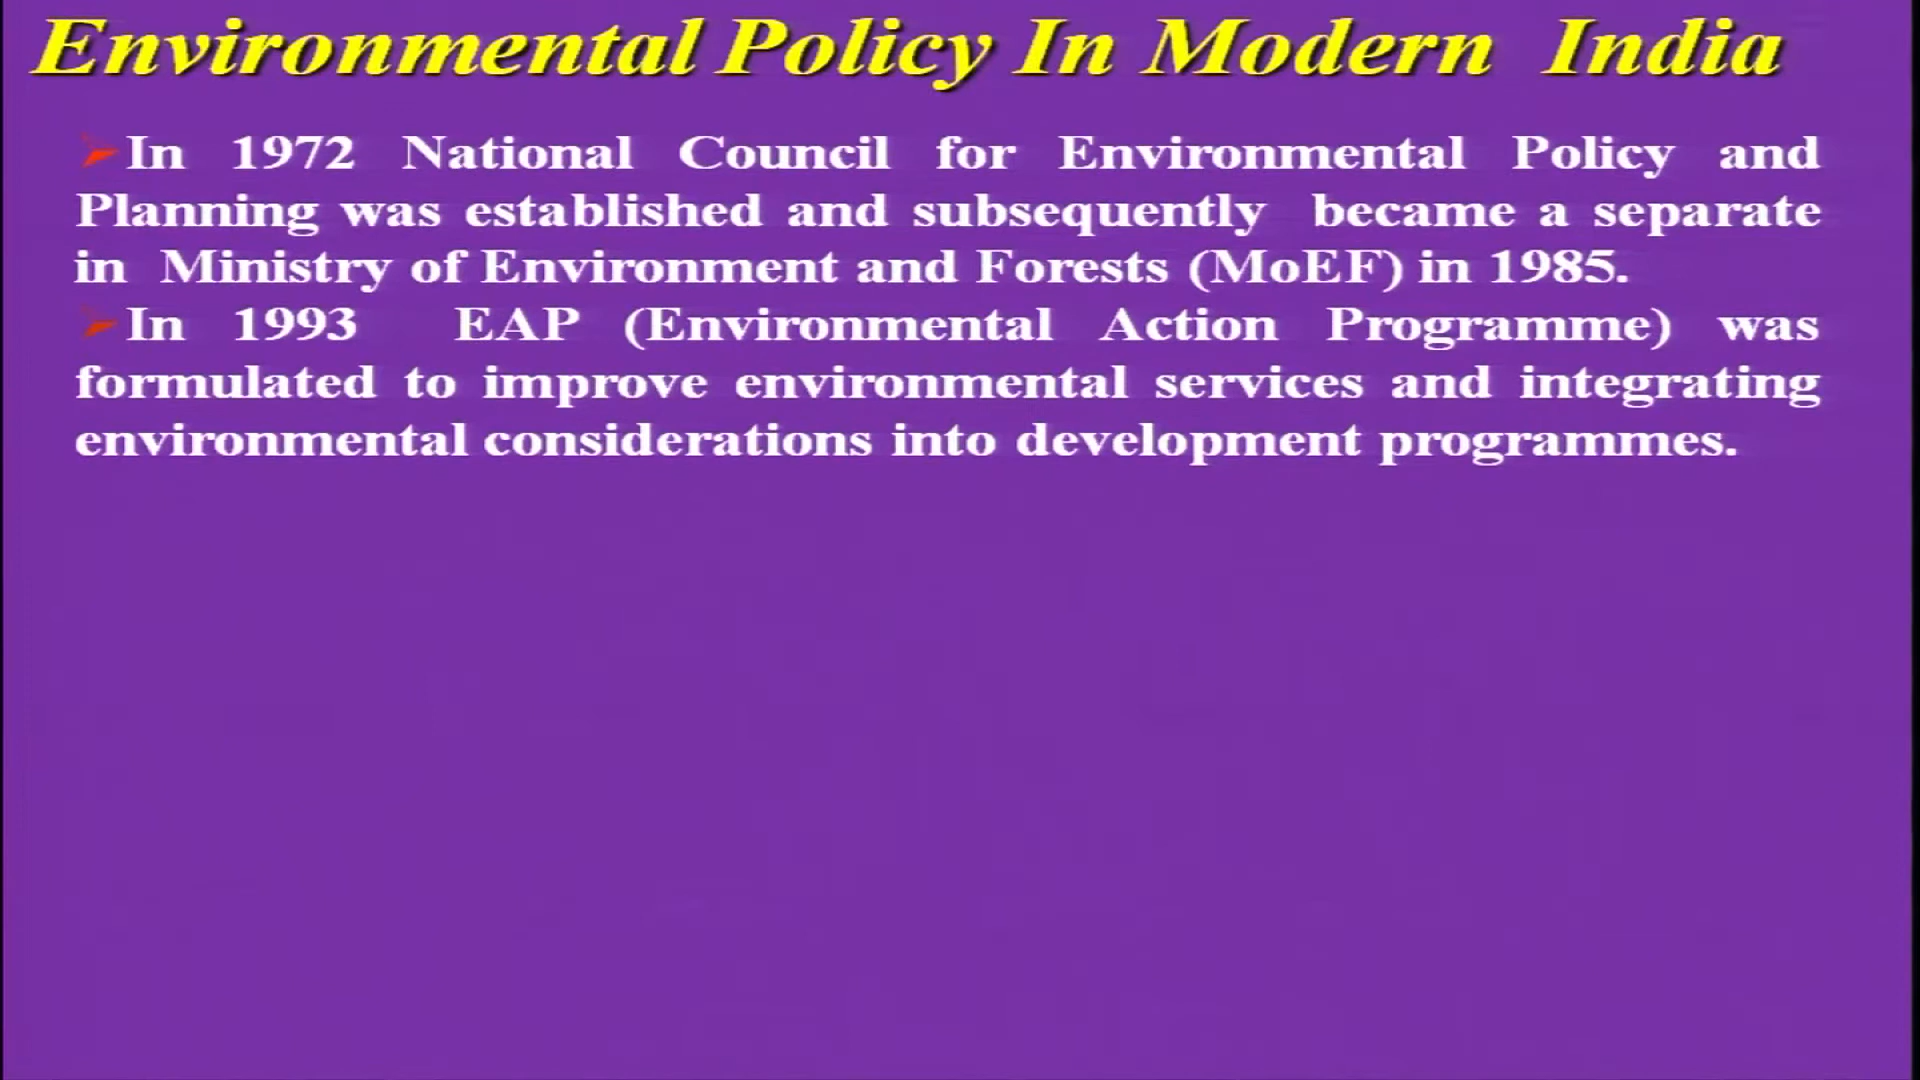 Environmental Policy In Modern India
➢In 1972 National Council for Environmental Policy and
Planning was established and subsequently became a separate
in Ministry of Environment and Forests (MoEF) in 1985.
➢In 1993 EAP (Environmental Action Programme) was
formulated to improve environmental services and integrating
environmental considerations into development programmes.